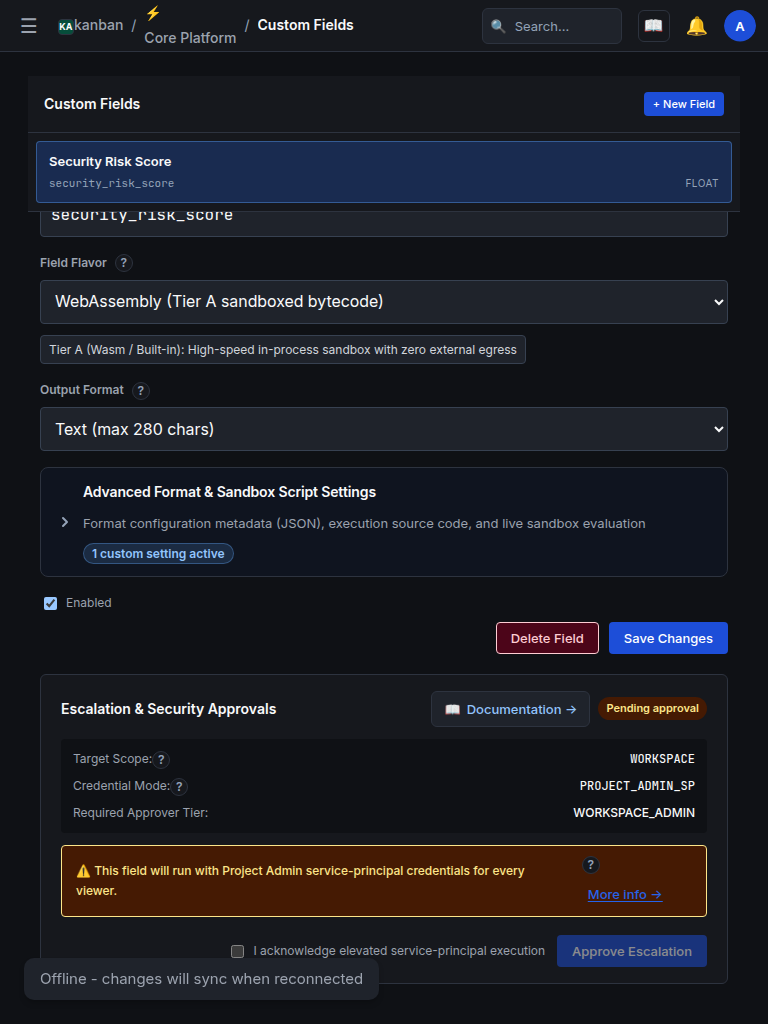 KA kanban / ⚡ Core Platform / Custom Fields
🔍 Search...
A
Custom Fields
+ New Field
Security Risk Score
security_risk_score
FLOAT
security_risk_score
Field Flavor ?
WebAssembly (Tier A sandboxed bytecode)
Tier A (Wasm / Built-in): High-speed in-process sandbox with zero external egress
Output Format ?
Text (max 280 chars)
Advanced Format & Sandbox Script Settings
Format configuration metadata (JSON), execution source code, and live sandbox evaluation
1 custom setting active
Enabled
Delete Field
Save Changes
Escalation & Security Approvals
📖 Documentation →
Pending approval
Target Scope: ?
WORKSPACE
Credential Mode: ?
PROJECT_ADMIN_SP
Required Approver Tier:
WORKSPACE_ADMIN
⚠️ This field will run with Project Admin service-principal credentials for every
viewer.
?
More info →
I acknowledge elevated service-principal execution
Approve Escalation
Offline - changes will sync when reconnected